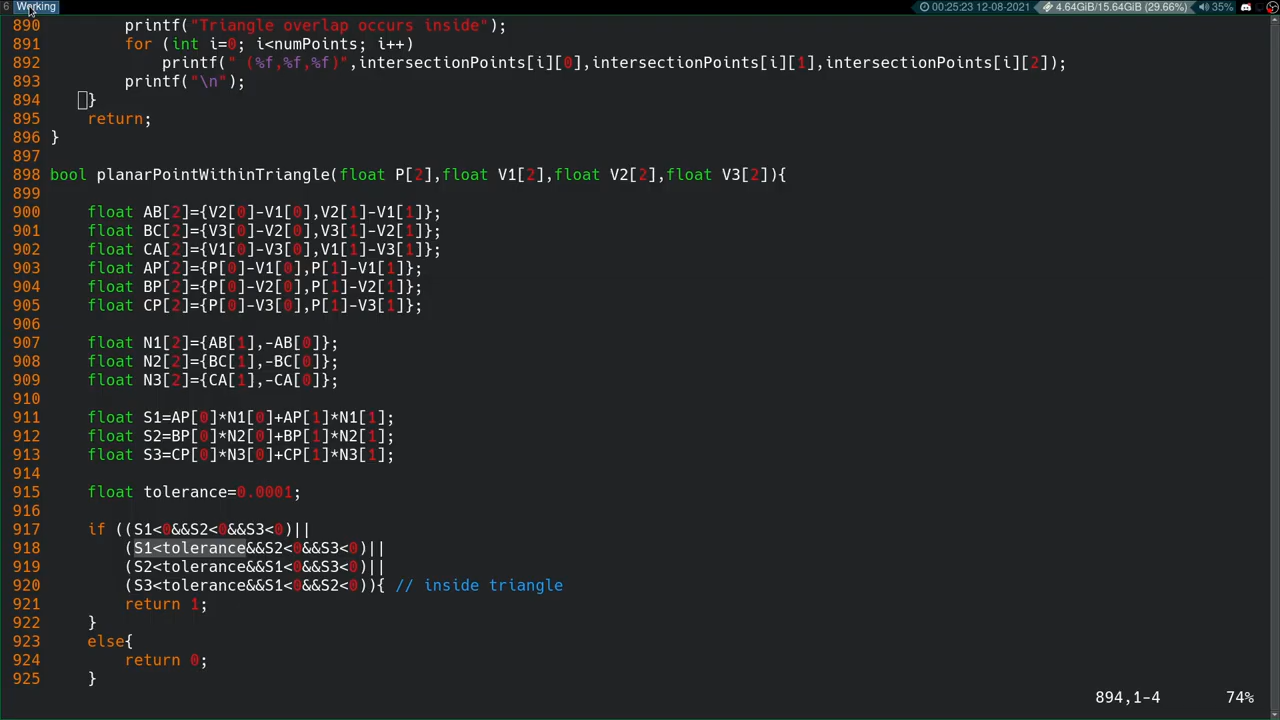 6 Working 00:25:23 12-08-2021 4.64GiB/15.64GiB (29.66%) 35%
890 printf("Triangle overlap occurs inside");
891 for (int i=0; i<numPoints; i++)
892 printf(" (%f,%f,%f)",intersectionPoints[i][0],intersectionPoints[i][1],intersectionPoints[i][2]);
893 printf("\n");
894 }
895 return;
896 }
897
898 bool planarPointWithinTriangle(float P[2],float V1[2],float V2[2],float V3[2]){
899
900 float AB[2]={V2[0]-V1[0],V2[1]-V1[1]};
901 float BC[2]={V3[0]-V2[0],V3[1]-V2[1]};
902 float CA[2]={V1[0]-V3[0],V1[1]-V3[1]};
903 float AP[2]={P[0]-V1[0],P[1]-V1[1]};
904 float BP[2]={P[0]-V2[0],P[1]-V2[1]};
905 float CP[2]={P[0]-V3[0],P[1]-V3[1]};
906
907 float N1[2]={AB[1],-AB[0]};
908 float N2[2]={BC[1],-BC[0]};
909 float N3[2]={CA[1],-CA[0]};
910
911 float S1=AP[0]*N1[0]+AP[1]*N1[1];
912 float S2=BP[0]*N2[0]+BP[1]*N2[1];
913 float S3=CP[0]*N3[0]+CP[1]*N3[1];
914
915 float tolerance=0.0001;
916
917 if ((S1<0&&S2<0&&S3<0)||
918 (S1<tolerance&&S2<0&&S3<0)||
919 (S2<tolerance&&S1<0&&S3<0)||
920 (S3<tolerance&&S1<0&&S2<0)){ // inside triangle
921 return 1;
922 }
923 else{
924 return 0;
925 }
894,1-4 74%